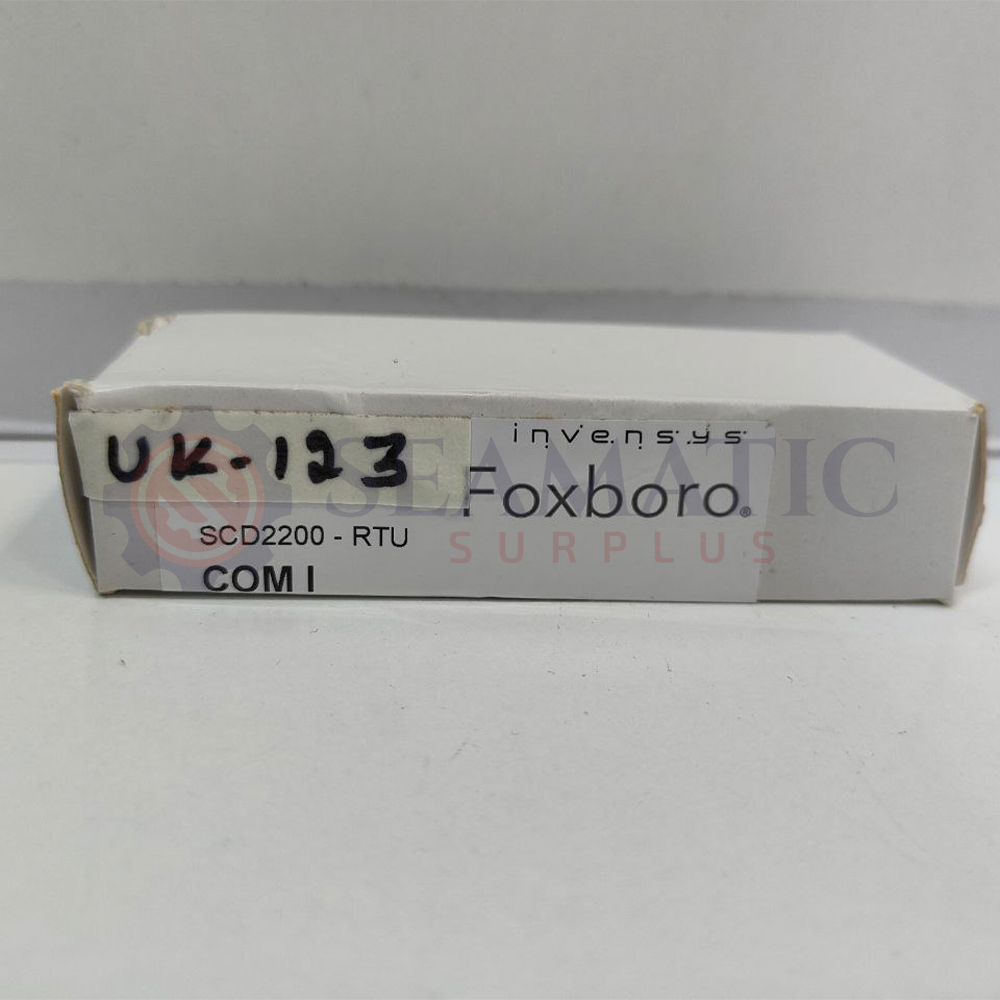 invensys
UK-123
Foxboro®
SCD2200 - RTU
COM I
SEAMATIC
SURPLUS